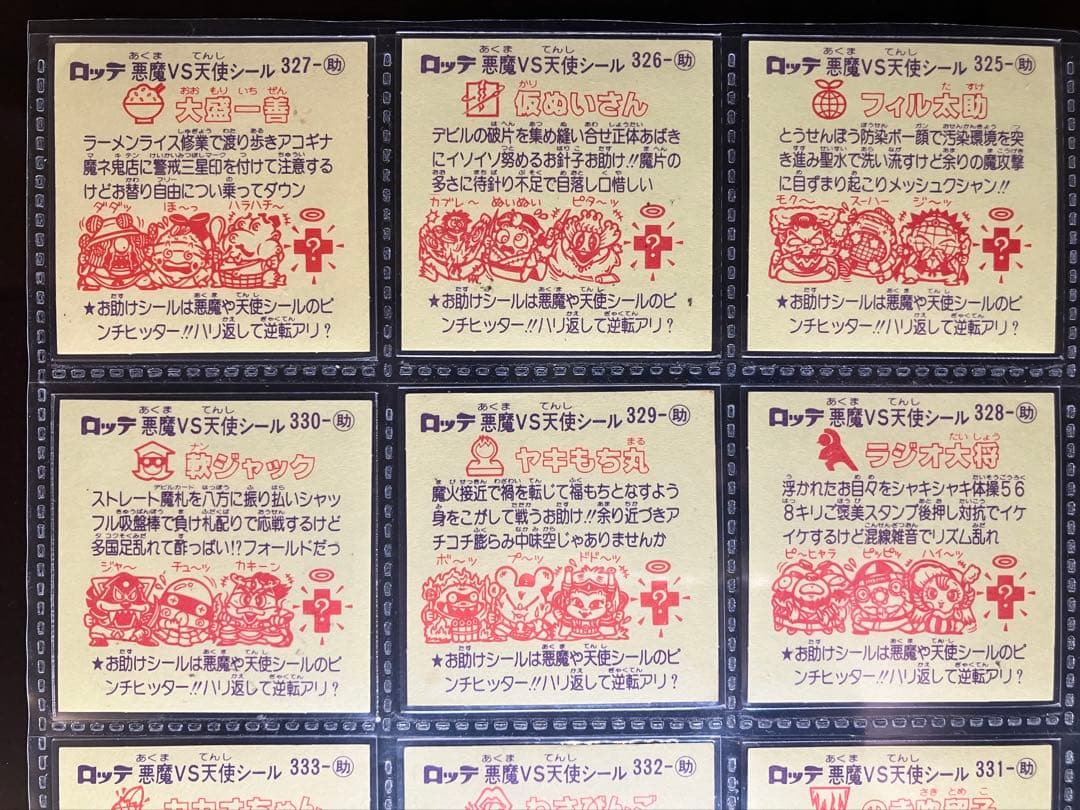 ロッテ 悪魔VS天使シール 327-助
大盛一善
ラーメンライス修業で渡り歩きアコギナ
魔ネ鬼店に警戒三星印を付けて注意する
けどお替り自由につい乗ってダウン
ダダッ ほ〜っ ハラハチ〜
★お助けシールは悪魔や天使シールのピ
ンチヒッター!!ハリ返して逆転アリ?
ロッテ 悪魔VS天使シール 326-助
仮ぬいさん
デビルの破片を集め縫い合せ正体あばき
にイソイソ努めるお針子お助け!!魔片の
多さに待針り不足で目落し口惜しい
カブレ〜 ぬいぬい ピタ〜ッ
★お助けシールは悪魔や天使シールのピ
ンチヒッター!!ハリ返して逆転アリ?
ロッテ 悪魔VS天使シール 325-助
フィル太助
とうせんぼう防染ボー顔で汚染環境を突
き進み聖水で洗い流すけど余りの魔攻撃
に目ずまり起こりメッシュクシャン!!
モク〜 スーハー ジ〜ッ
★お助けシールは悪魔や天使シールのピ
ンチヒッター!!ハリ返して逆転アリ?
ロッテ 悪魔VS天使シール 330-助
軟ジャック
ストレート魔札を八方に振り払いシャッ
フル吸盤棒で負け札配りで応戦するけど
多国足乱れて酢っぱい!?フォールドだっ
ジャ〜 チュ〜ッ カキーン
★お助けシールは悪魔や天使シールのピ
ンチヒッター!!ハリ返して逆転アリ?
ロッテ 悪魔VS天使シール 329-助
ヤキもち丸
魔火接近で禍を転じて福もちとなすよう
身をこがして戦うお助け!!余り近づきア
チコチ膨らみ中味空じゃありませんか
ボ〜ッ プ〜ッ ドド〜ッ
★お助けシールは悪魔や天使シールのピ
ンチヒッター!!ハリ返して逆転アリ?
ロッテ 悪魔VS天使シール 328-助
ラジオ大将
浮かれたお目々をシャキシャキ体操56
8キリご褒美スタンプ後押し対抗でイケ
イケするけど混線雑音でリズム乱れ
ピ〜ヒャラ ピッピッ ハイ〜ッ
★お助けシールは悪魔や天使シールのピ
ンチヒッター!!ハリ返して逆転アリ?
ロッテ 悪魔VS天使シール 333-助
ロッテ 悪魔VS天使シール 332-助
ロッテ 悪魔VS天使シール 331-助